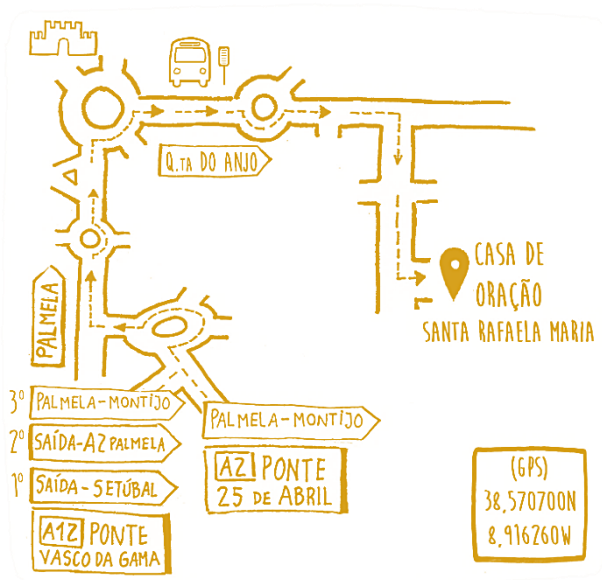 Q.TA DO ANJO
CASA DE
ORAÇÃO
SANTA RAFAELA MARIA
PALMELA
3º PALMELA-MONTIJO
2º SAÍDA-A2 PALMELA
1º SAÍDA-SETÚBAL
A12 PONTE
VASCO DA GAMA
PALMELA-MONTIJO
A2 PONTE
25 DE ABRIL
(GPS)
38,570700N
8,916260W